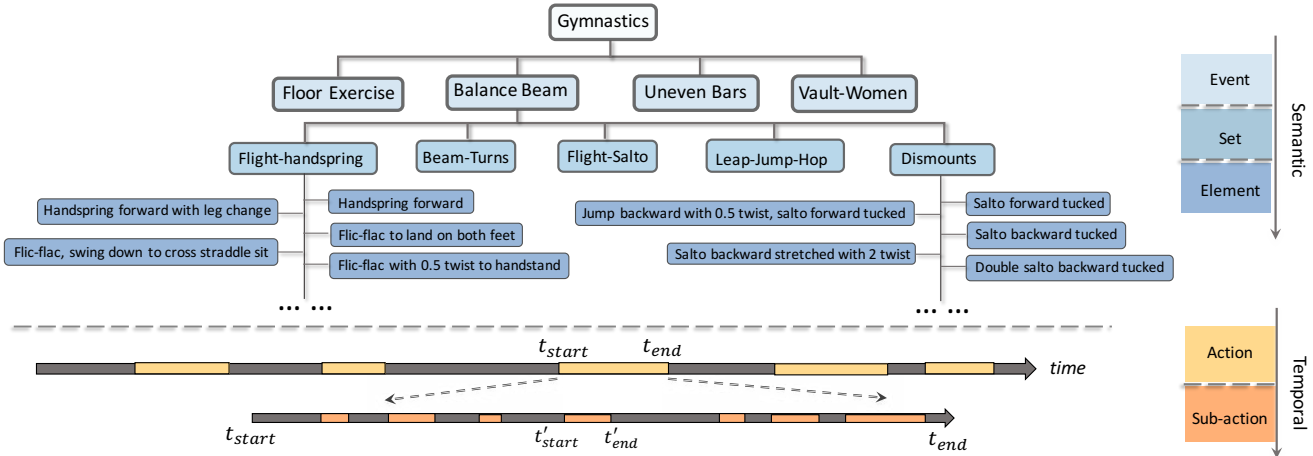 Gymnastics
Floor Exercise
Balance Beam
Uneven Bars
Vault-Women
Flight-handspring
Beam-Turns
Flight-Salto
Leap-Jump-Hop
Dismounts
Handspring forward with leg change
Handspring forward
Flic-flac to land on both feet
Flic-flac, swing down to cross straddle sit
Flic-flac with 0.5 twist to handstand
... ...
Jump backward with 0.5 twist, salto forward tucked
Salto forward tucked
Salto backward tucked
Salto backward stretched with 2 twist
Double salto backward tucked
... ...
Event
Set
Element
Semantic
t_start
t_end
time
t_start
t'_start
t'_end
t_end
Action
Sub-action
Temporal